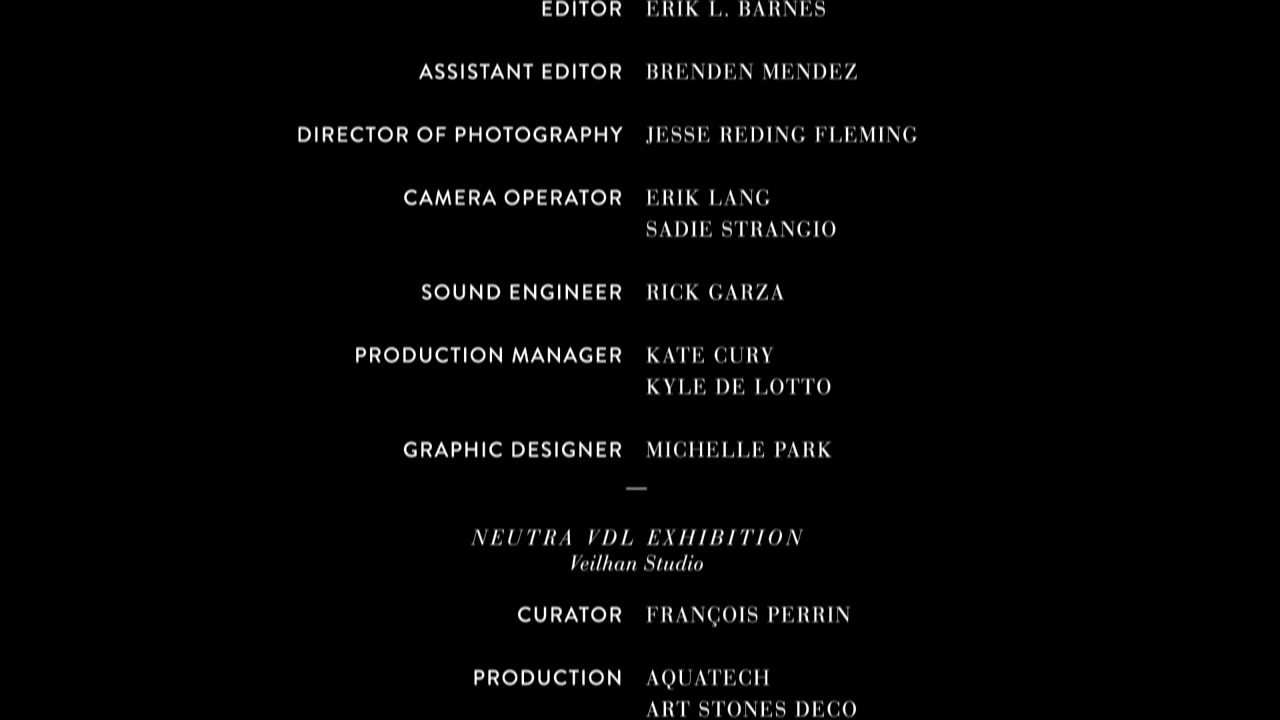 EDITOR ERIK L. BARNES
ASSISTANT EDITOR BRENDEN MENDEZ
DIRECTOR OF PHOTOGRAPHY JESSE REDING FLEMING
CAMERA OPERATOR ERIK LANG
SADIE STRANGIO
SOUND ENGINEER RICK GARZA
PRODUCTION MANAGER KATE CURY
KYLE DE LOTTO
GRAPHIC DESIGNER MICHELLE PARK
—
NEUTRA VDL EXHIBITION
Veilhan Studio
CURATOR FRANÇOIS PERRIN
PRODUCTION AQUATECH
ART STONES DECO